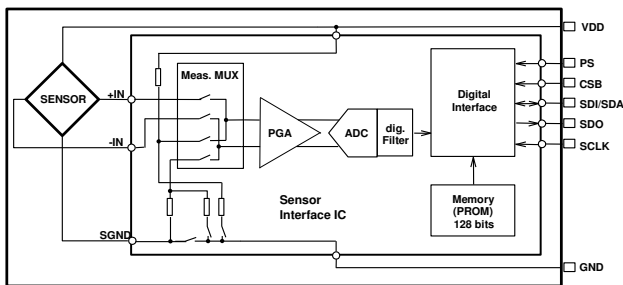 VDD
PS
CSB
SDI/SDA
SDO
SCLK
GND
SENSOR
+IN
-IN
SGND
Meas. MUX
PGA
ADC
dig.
Filter
Digital
Interface
Memory
(PROM)
128 bits
Sensor
Interface IC